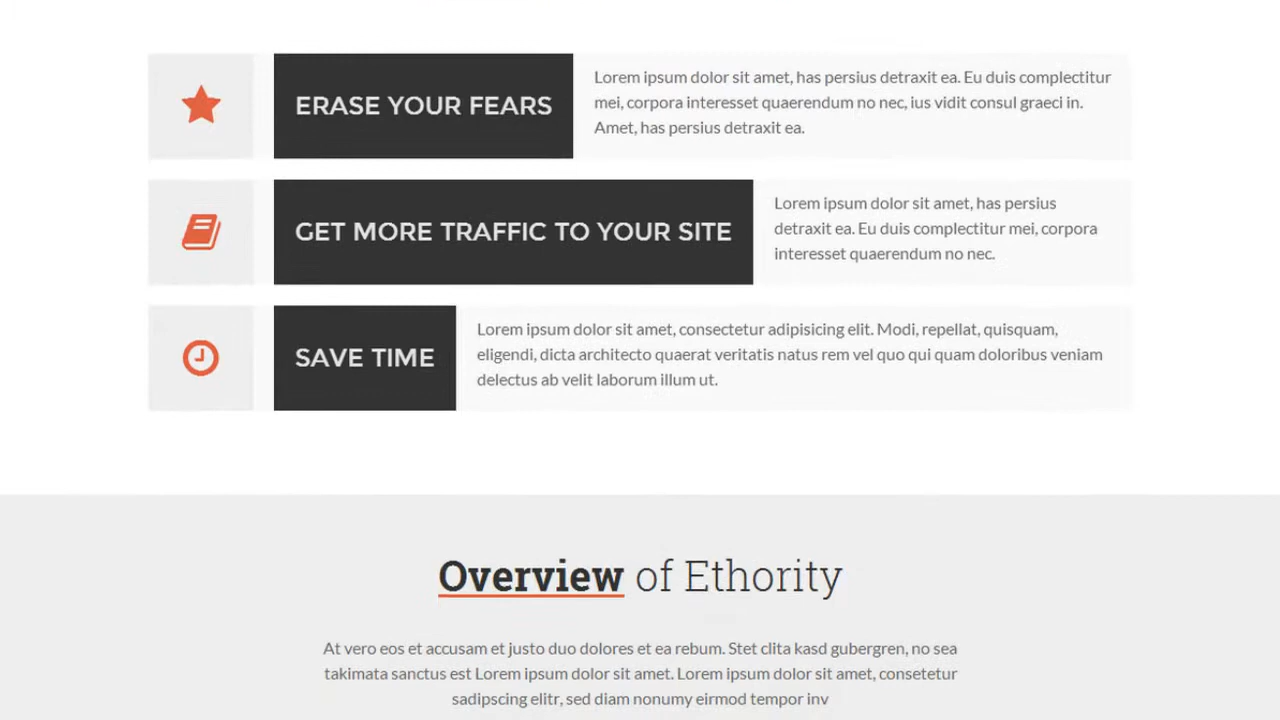 ERASE YOUR FEARS
Lorem ipsum dolor sit amet, has persius detraxit ea. Eu duis complectitur
mei, corpora interesset quaerendum no nec, ius vidit consul graeci in.
Amet, has persius detraxit ea.
GET MORE TRAFFIC TO YOUR SITE
Lorem ipsum dolor sit amet, has persius
detraxit ea. Eu duis complectitur mei, corpora
interesset quaerendum no nec.
SAVE TIME
Lorem ipsum dolor sit amet, consectetur adipisicing elit. Modi, repellat, quisquam,
eligendi, dicta architecto quaerat veritatis natus rem vel quo qui quam doloribus veniam
delectus ab velit laborum illum ut.
Overview of Ethority
At vero eos et accusam et justo duo dolores et ea rebum. Stet clita kasd gubergren, no sea
takimata sanctus est Lorem ipsum dolor sit amet. Lorem ipsum dolor sit amet, consetetur
sadipscing elitr, sed diam nonumy eirmod tempor inv